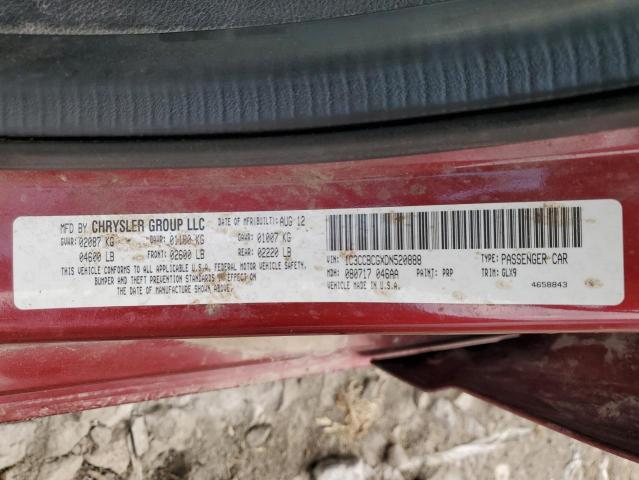 MFD BY CHRYSLER GROUP LLC DATE OF MFR(BUILT): AUG 12
GVWR: 02087 KG GAWR: 01180 KG GAWR: 01007 KG
04600 LB FRONT: 02600 LB REAR: 02220 LB
THIS VEHICLE CONFORMS TO ALL APPLICABLE U.S.A. FEDERAL MOTOR VEHICLE SAFETY,
BUMPER AND THEFT PREVENTION STANDARDS IN EFFECT
ON THE DATE OF MANUFACTURE SHOWN ABOVE.
VIN: 1C3CCBCGXDN520888 TYPE: PASSENGER CAR
MDH: 080717 046AA PAINT: PRP TRIM: GLX9
VEHICLE MADE IN U.S.A. 4658843